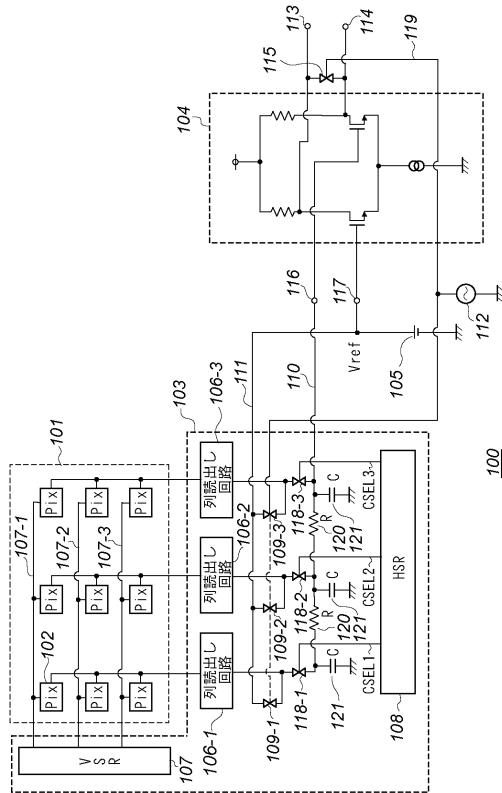 113
114
115
119
104
116
117
112
110
111
Vref
105
103
106-3
101
107-1
107-2
107-3
Pix
Pix
Pix
Pix
Pix
Pix
Pix
Pix
Pix
102
VSR
107
列読出し
回路
106-1
列読出し
回路
106-2
列読出し
回路
109-1
109-2
109-3
118-1
118-2
118-3
R
120
R
120
C
121
C
121
C
121
CSEL1
CSEL2
CSEL3
HSR
108
100